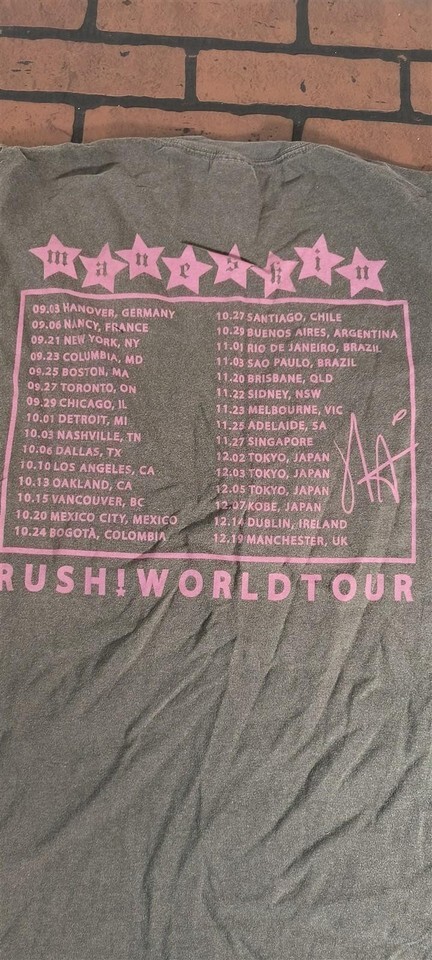 maneskin
09.03 HANOVER, GERMANY
09.06 NANCY, FRANCE
09.21 NEW YORK, NY
09.23 COLUMBIA, MD
09.25 BOSTON, MA
09.27 TORONTO, ON
09.29 CHICAGO, IL
10.01 DETROIT, MI
10.03 NASHVILLE, TN
10.06 DALLAS, TX
10.10 LOS ANGELES, CA
10.13 OAKLAND, CA
10.15 VANCOUVER, BC
10.20 MEXICO CITY, MEXICO
10.24 BOGOTÀ, COLOMBIA
10.27 SANTIAGO, CHILE
10.29 BUENOS AIRES, ARGENTINA
11.01 RIO DE JANEIRO, BRAZIL
11.03 SAO PAULO, BRAZIL
11.20 BRISBANE, QLD
11.22 SIDNEY, NSW
11.23 MELBOURNE, VIC
11.25 ADELAIDE, SA
11.27 SINGAPORE
12.02 TOKYO, JAPAN
12.03 TOKYO, JAPAN
12.05 TOKYO, JAPAN
12.07 KOBE, JAPAN
12.14 DUBLIN, IRELAND
12.19 MANCHESTER, UK
RUSH! WORLD TOUR